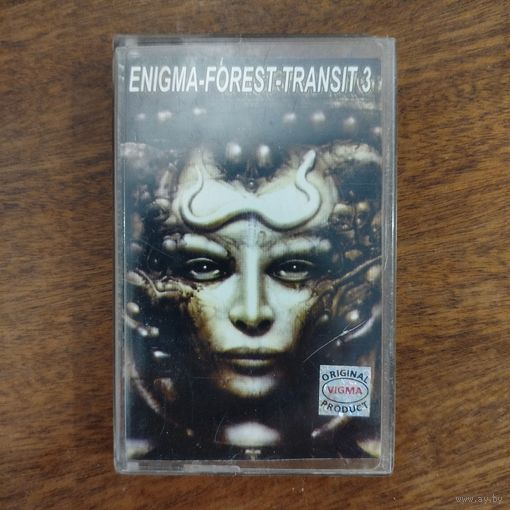 ENIGMA-FOREST-TRANSIT 3
ORIGINAL
VIGMA
PRODUCT
www.ay.by